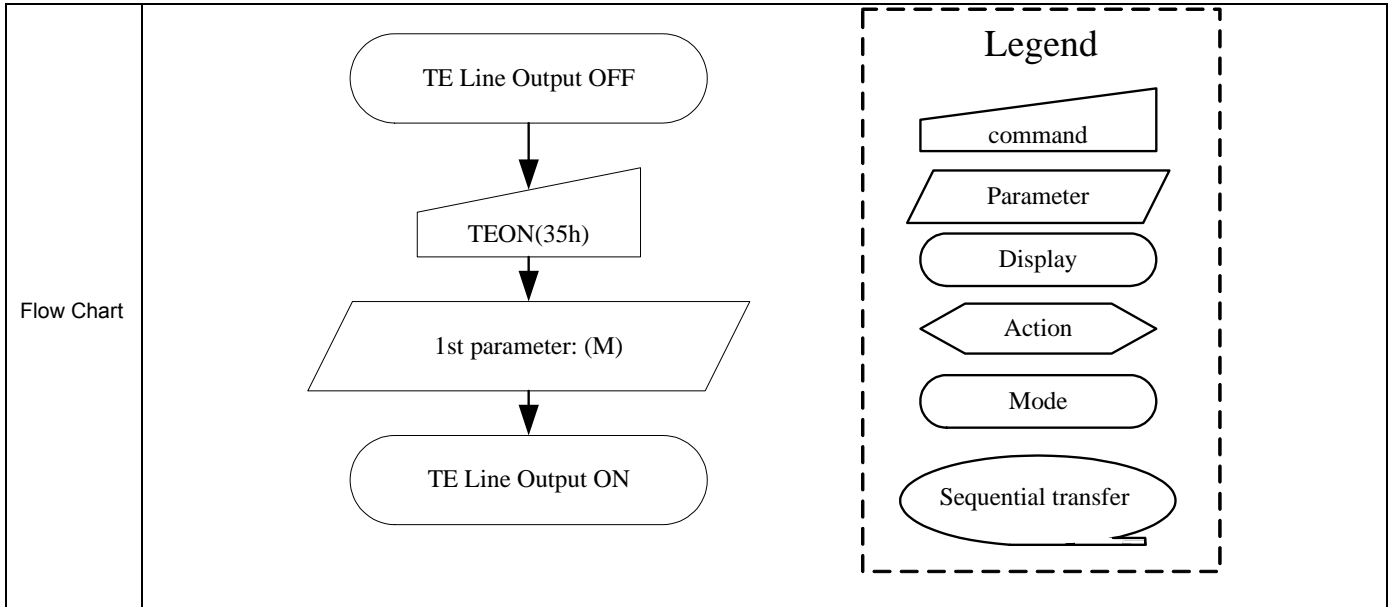 Flow Chart
TE Line Output OFF
TEON(35h)
1st parameter: (M)
TE Line Output ON
Legend
command
Parameter
Display
Action
Mode
Sequential transfer